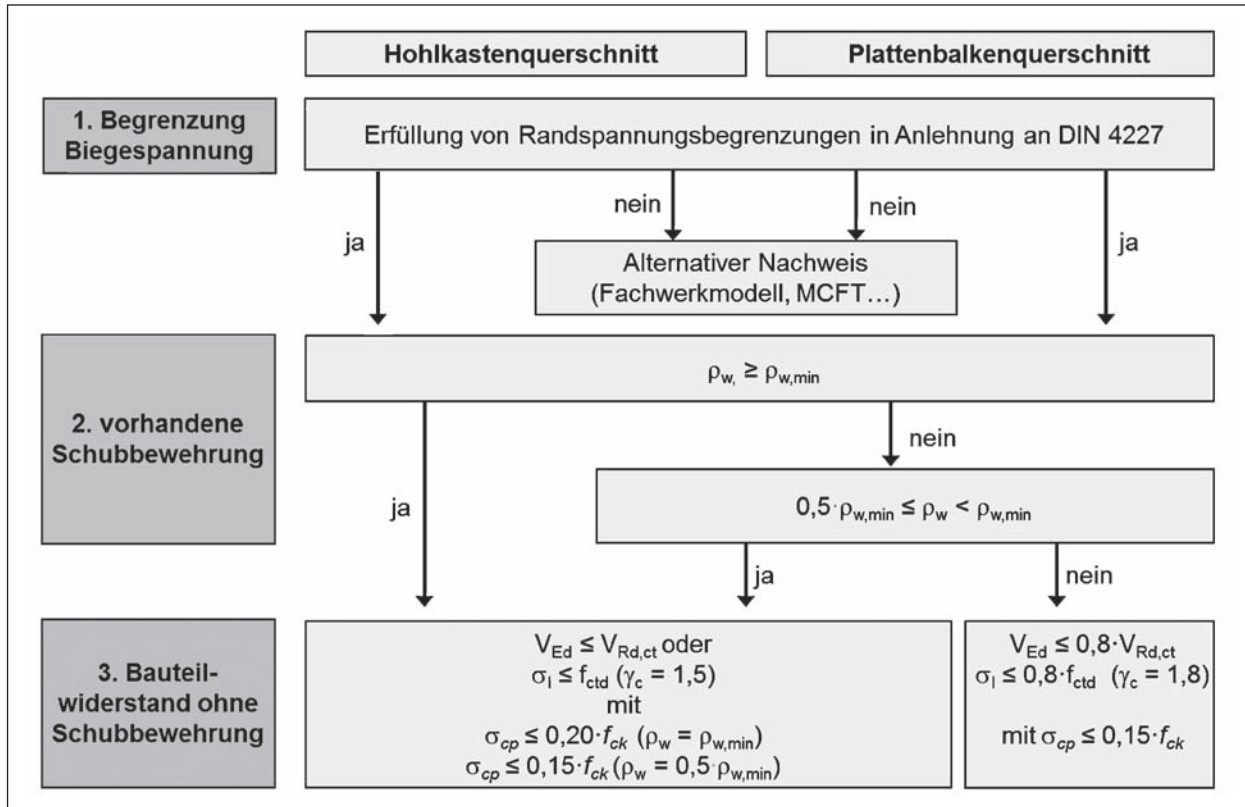 Hohlkastenquerschnitt
Plattenbalkenquerschnitt
1. Begrenzung
Biegespannung
Erfüllung von Randspannungsbegrenzungen in Anlehnung an DIN 4227
ja
nein
nein
ja
Alternativer Nachweis
(Fachwerkmodell, MCFT…)
2. vorhandene
Schubbewehrung
ρw, ≥ ρw,min
ja
nein
0,5·ρw,min ≤ ρw < ρw,min
ja
nein
3. Bauteil-
widerstand ohne
Schubbewehrung
VEd ≤ VRd,ct oder
σI ≤ fctd (γc = 1,5)
mit
σcp ≤ 0,20·fck (ρw = ρw,min)
σcp ≤ 0,15·fck (ρw = 0,5·ρw,min)
VEd ≤ 0,8·VRd,ct
σI ≤ 0,8·fctd (γc = 1,8)
mit σcp ≤ 0,15·fck